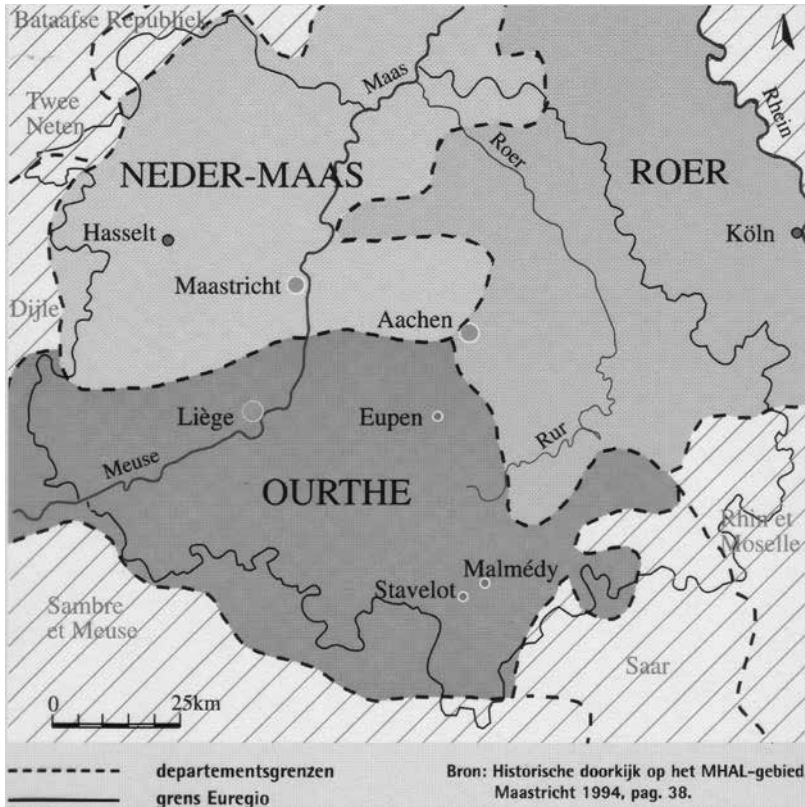 Bataafse Republiek
Maas
Rhein
Twee
Neten
Roer
NEDER-MAAS
ROER
Hasselt
Köln
Maastricht
Dijle
Aachen
Liège
Eupen
Meuse
Rur
OURTHE
Rhin et
Moselle
Malmédy
Stavelot
Sambre
et Meuse
Saar
0 25km
departementsgrenzen
grens Euregio
Bron: Historische doorkijk op het MHAL-gebied,
Maastricht 1994, pag. 38.